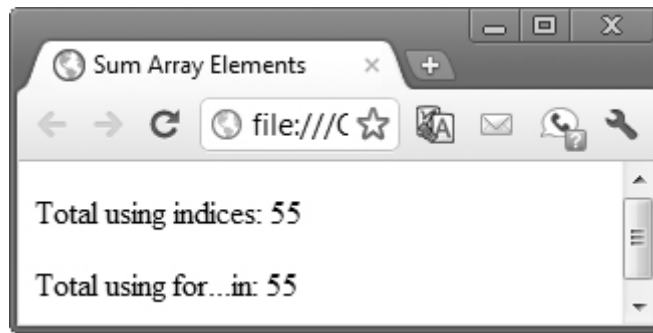 Sum Array Elements
file:///C
Total using indices: 55
Total using for...in: 55